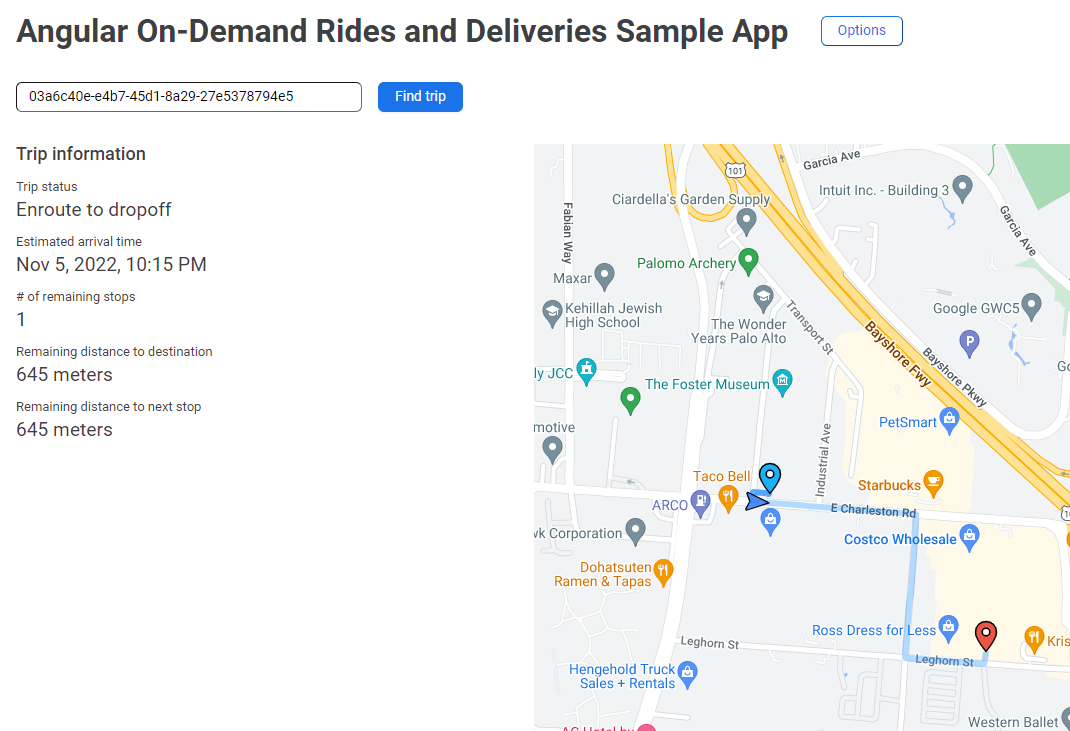 Angular On-Demand Rides and Deliveries Sample App
Options
03a6c40e-e4b7-45d1-8a29-27e5378794e5
Find trip
Trip information
Trip status
Enroute to dropoff
Estimated arrival time
Nov 5, 2022, 10:15 PM
# of remaining stops
1
Remaining distance to destination
645 meters
Remaining distance to next stop
645 meters
Garcia Ave
101
Intuit Inc. - Building 3
Ciardella's Garden Supply
Garcia Ave
Fabian Way
Palomo Archery
Maxar
Kehillah Jewish
High School
Google GWC5
Transport St
The Wonder
Years Palo Alto
P
Bayshore Fwy
Bayshore Pkwy
ly JCC
The Foster Museum
PetSmart
motive
Industrial Ave
Taco Bell
Starbucks
ARCO
E Charleston Rd
wk Corporation
Costco Wholesale
Dohatsuten
Ramen & Tapas
Ross Dress for Less
Leghorn St
Kris
Leghorn St
Hengehold Truck
Sales + Rentals
Western Ballet
AC Hotel by